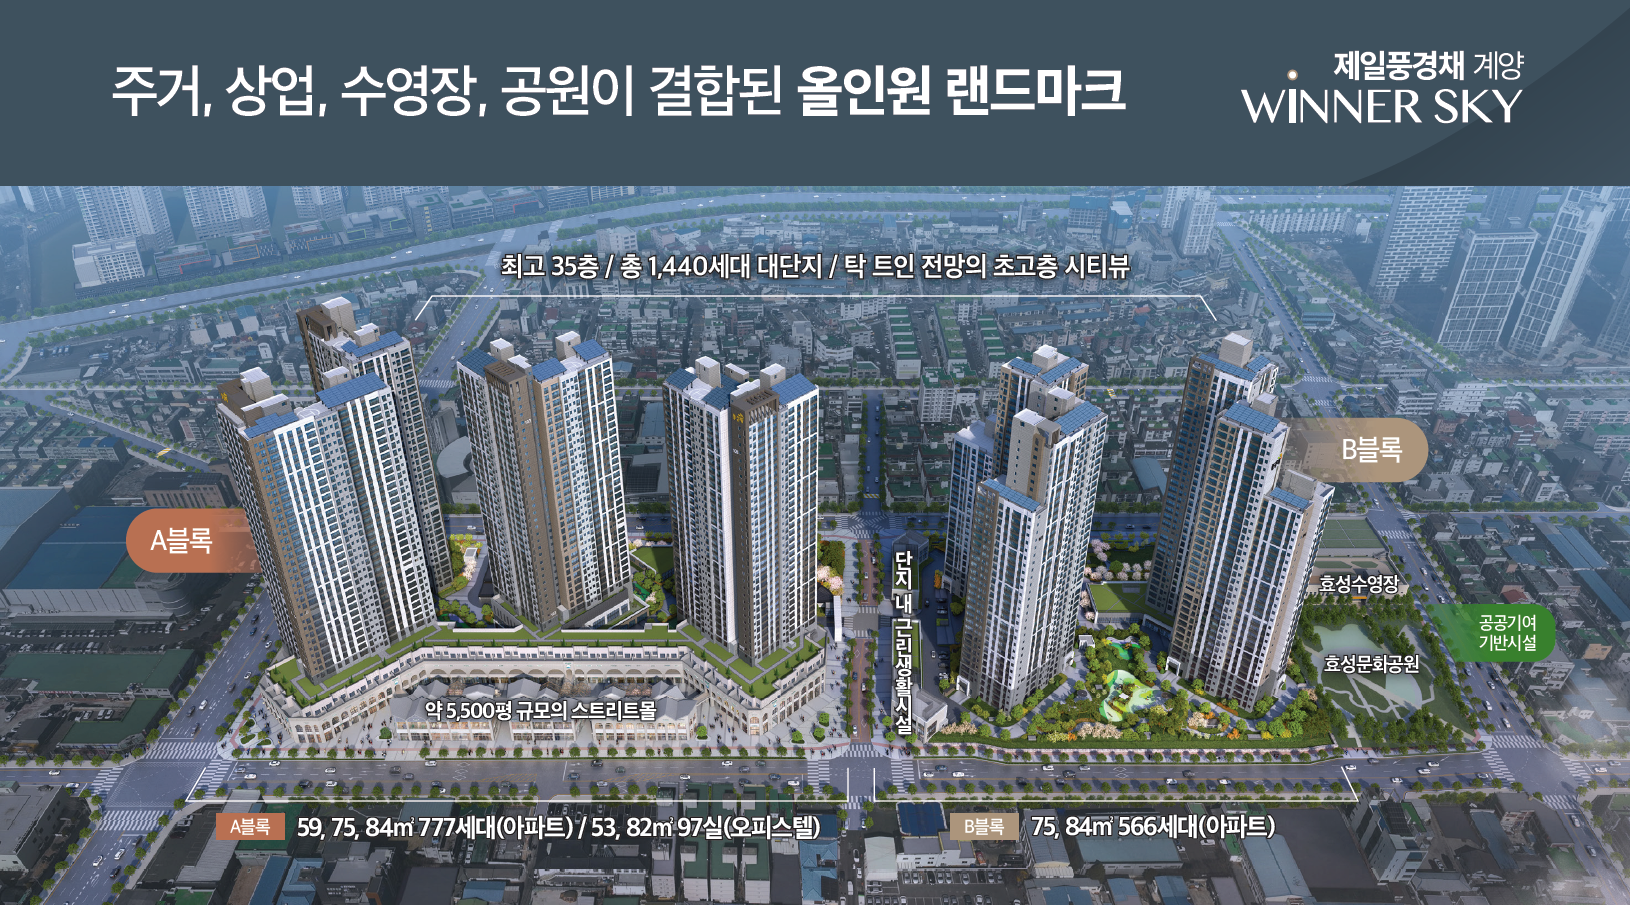 주거, 상업, 수영장, 공원이 결합된 올인원 랜드마크
제일풍경채 계양
WINNER SKY
최고 35층 / 총 1,440세대 대단지 / 탁 트인 전망의 초고층 시티뷰
A블록
B블록
단지 내 근린생활시설
효성수영장
공공기여
기반시설
효성문화공원
약 5,500평 규모의 스트리트몰
A블록 59, 75, 84㎡ 777세대(아파트) / 53, 82㎡ 97실(오피스텔)
B블록 75, 84㎡ 566세대(아파트)